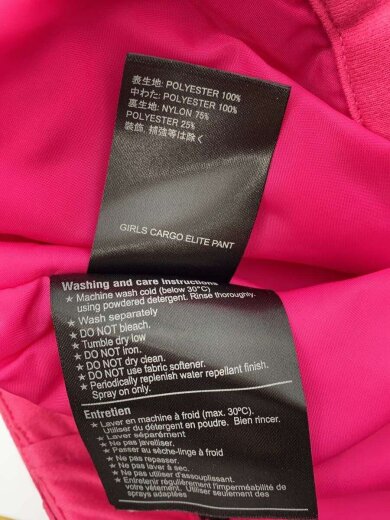 表生地: POLYESTER 100%
中わた: POLYESTER 100%
裏生地: NYLON 75%
POLYESTER 25%
装飾, 補強等は除く
GIRLS CARGO ELITE PANT
Washing and care instructions
★ Machine wash cold (below 30°C)
using powdered detergent. Rinse thoroughly.
★ Wash separately
★ DO NOT bleach.
★ Tumble dry low
★ DO NOT iron.
★ DO NOT dry clean.
★ DO NOT use fabric softener.
★ Periodically replenish water repellant finish.
Spray on only.
Entretien
★ Laver en machine à froid (max. 30°C).
Utiliser du détergent en poudre. Bien rincer.
★ Laver séparément
★ Ne pas javelliser.
★ Passer au sèche-linge à froid
★ Ne pas repasser
★ Ne pas laver à sec.
★ Ne pas utiliser d'assouplissant.
★ Entretenir régulièrement l'imperméabilité de
votre vêtement. Utiliser seulement des
sprays adaptées